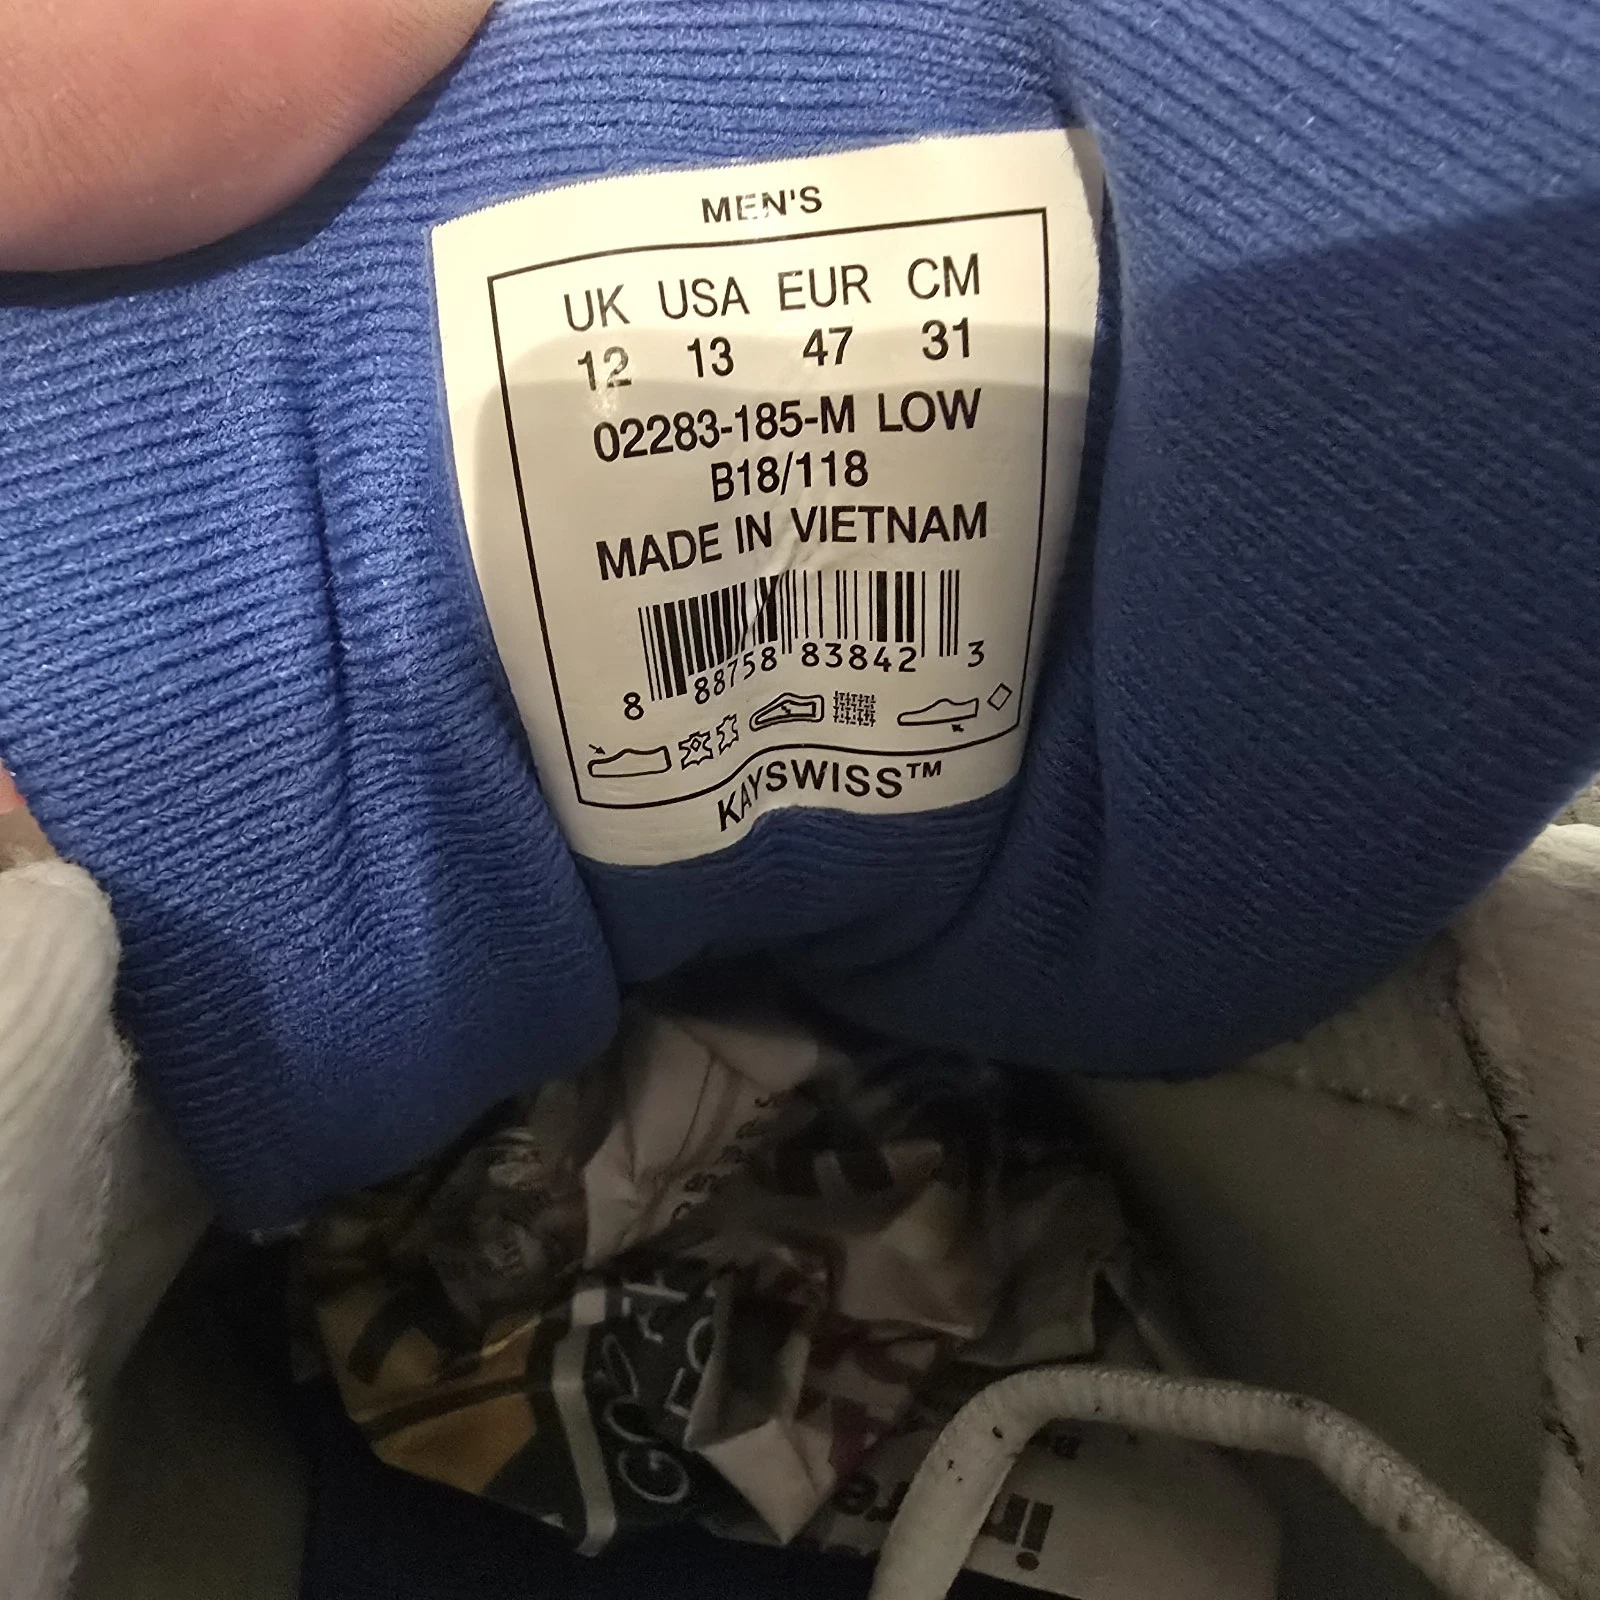 MEN'S
UK USA EUR CM
12 13 47 31
02283-185-M LOW
B18/118
MADE IN VIETNAM
8 88758 83842 3
KAYSWISS™